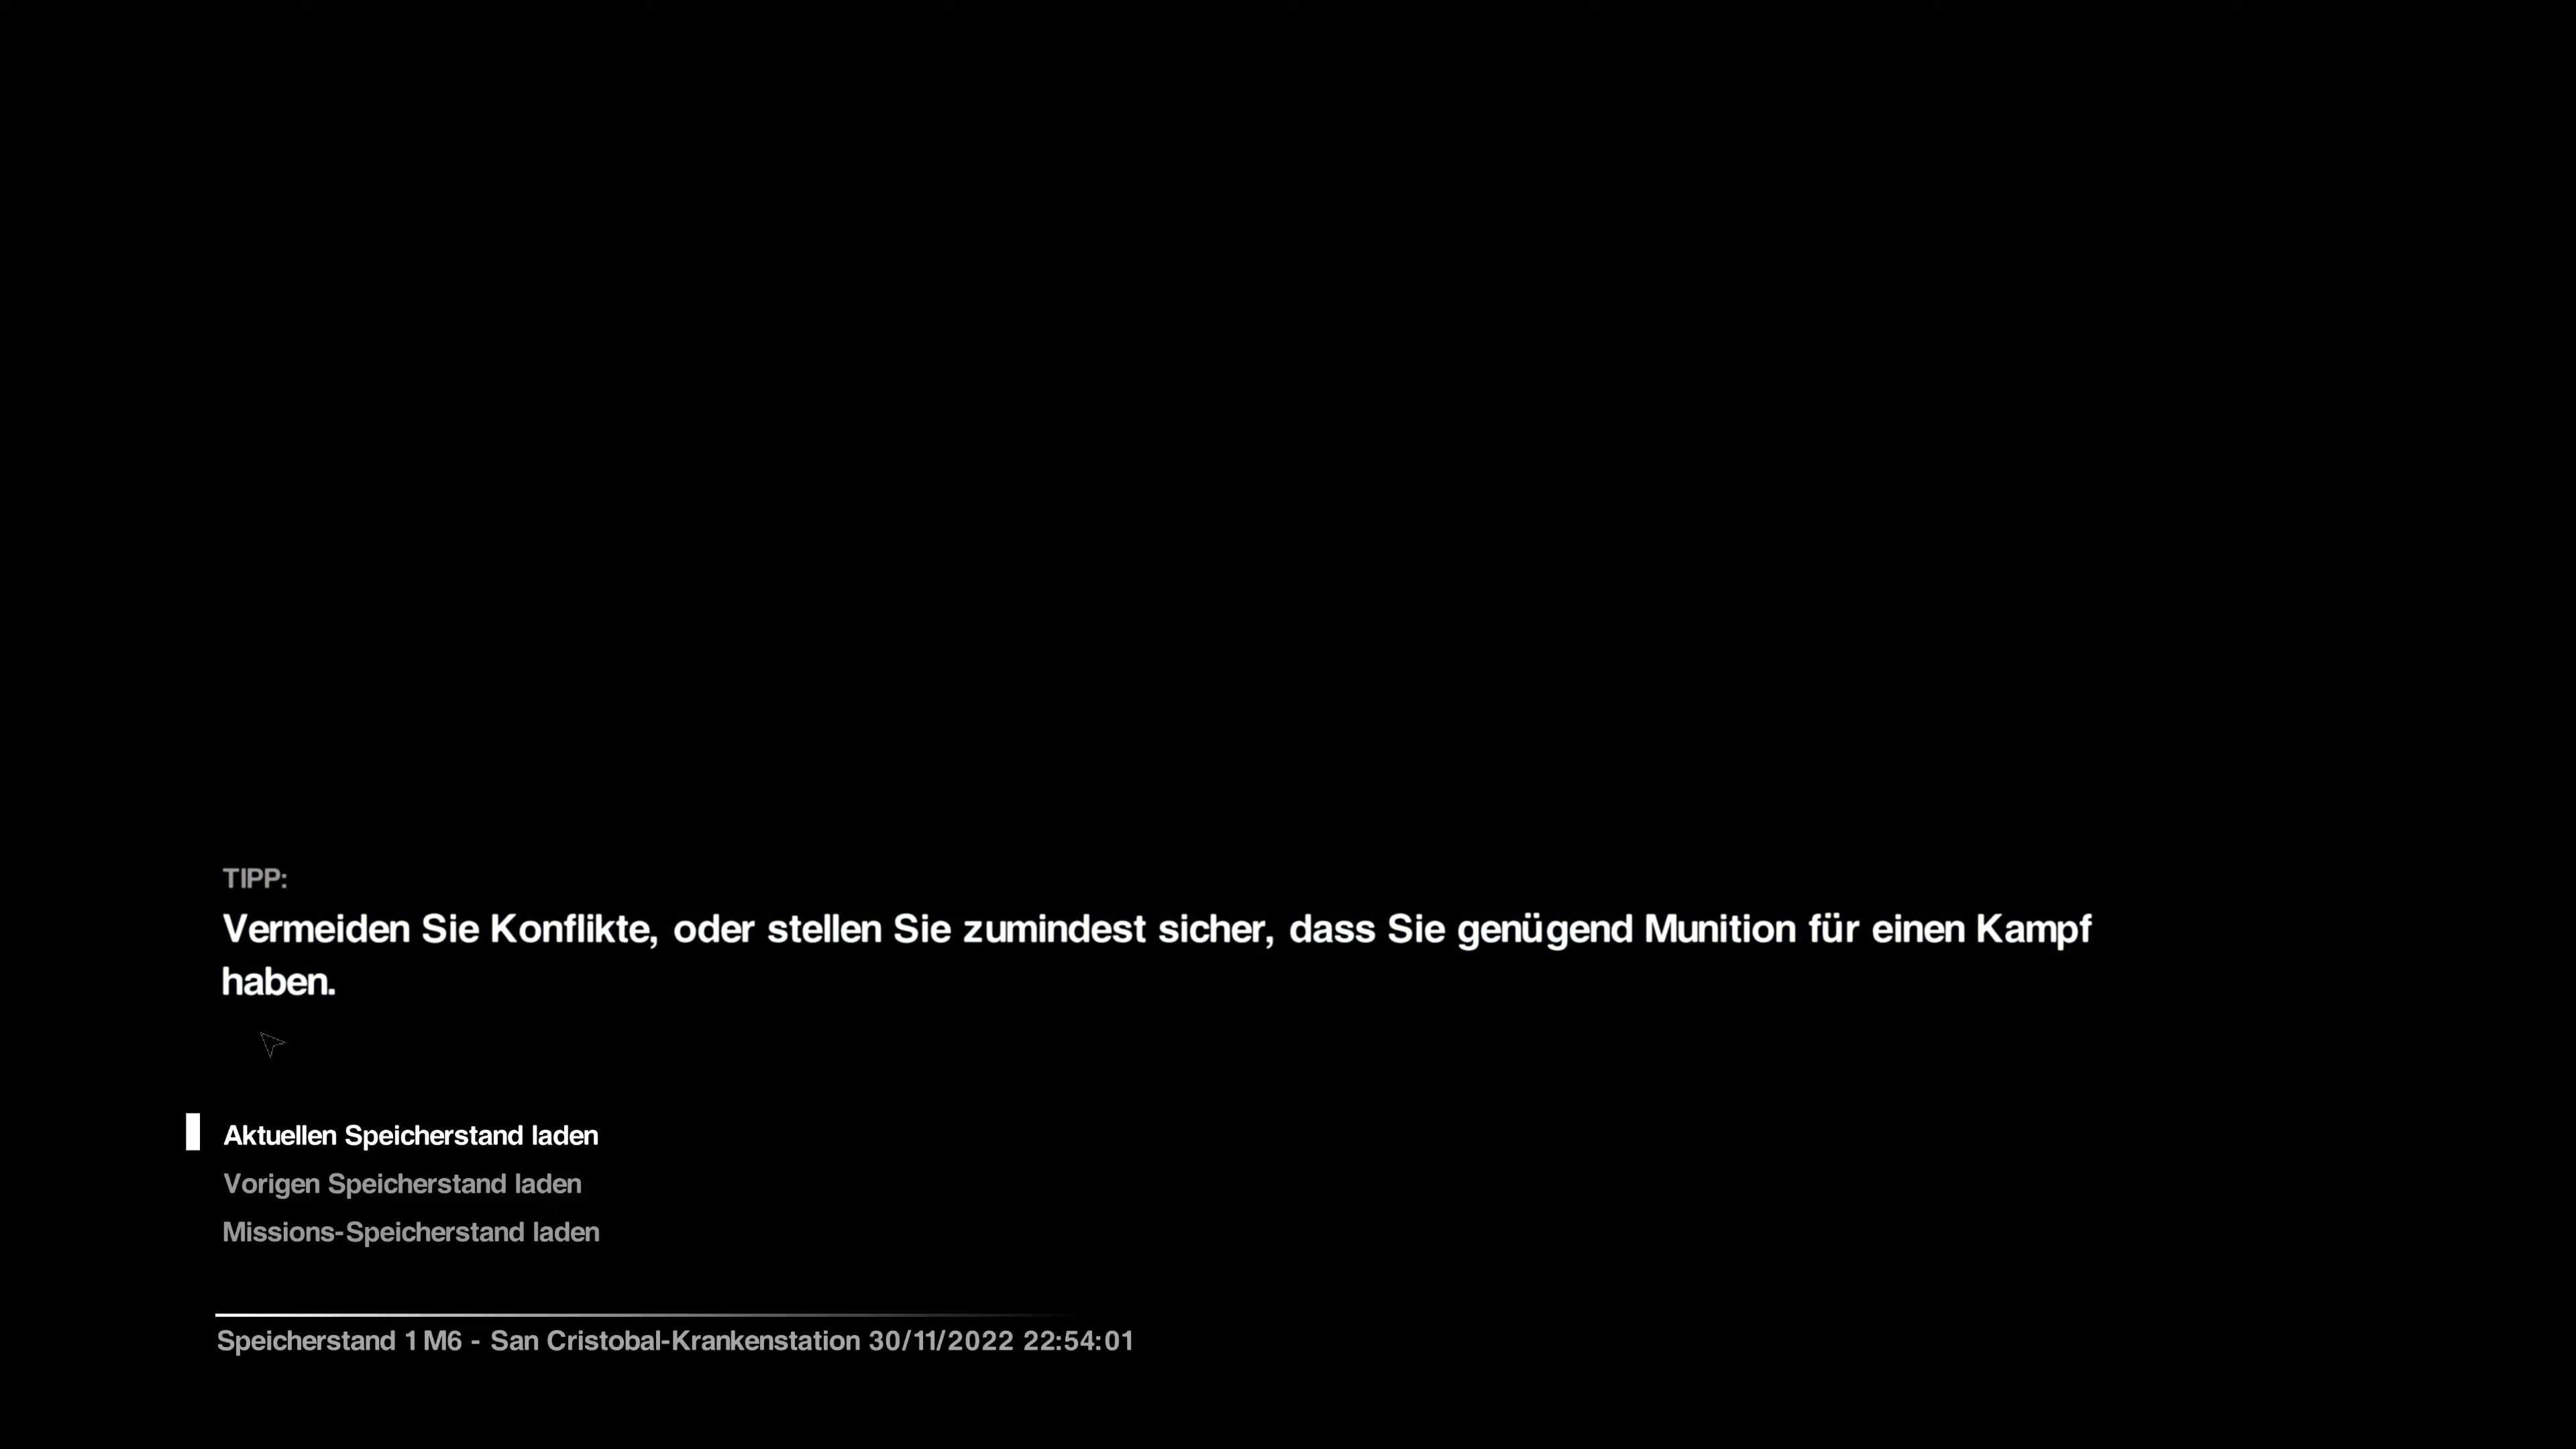 TIPP:
Vermeiden Sie Konflikte, oder stellen Sie zumindest sicher, dass Sie genügend Munition für einen Kampf
haben.
Aktuellen Speicherstand laden
Vorigen Speicherstand laden
Missions-Speicherstand laden
Speicherstand 1 M6 - San Cristobal-Krankenstation 30/11/2022 22:54:01